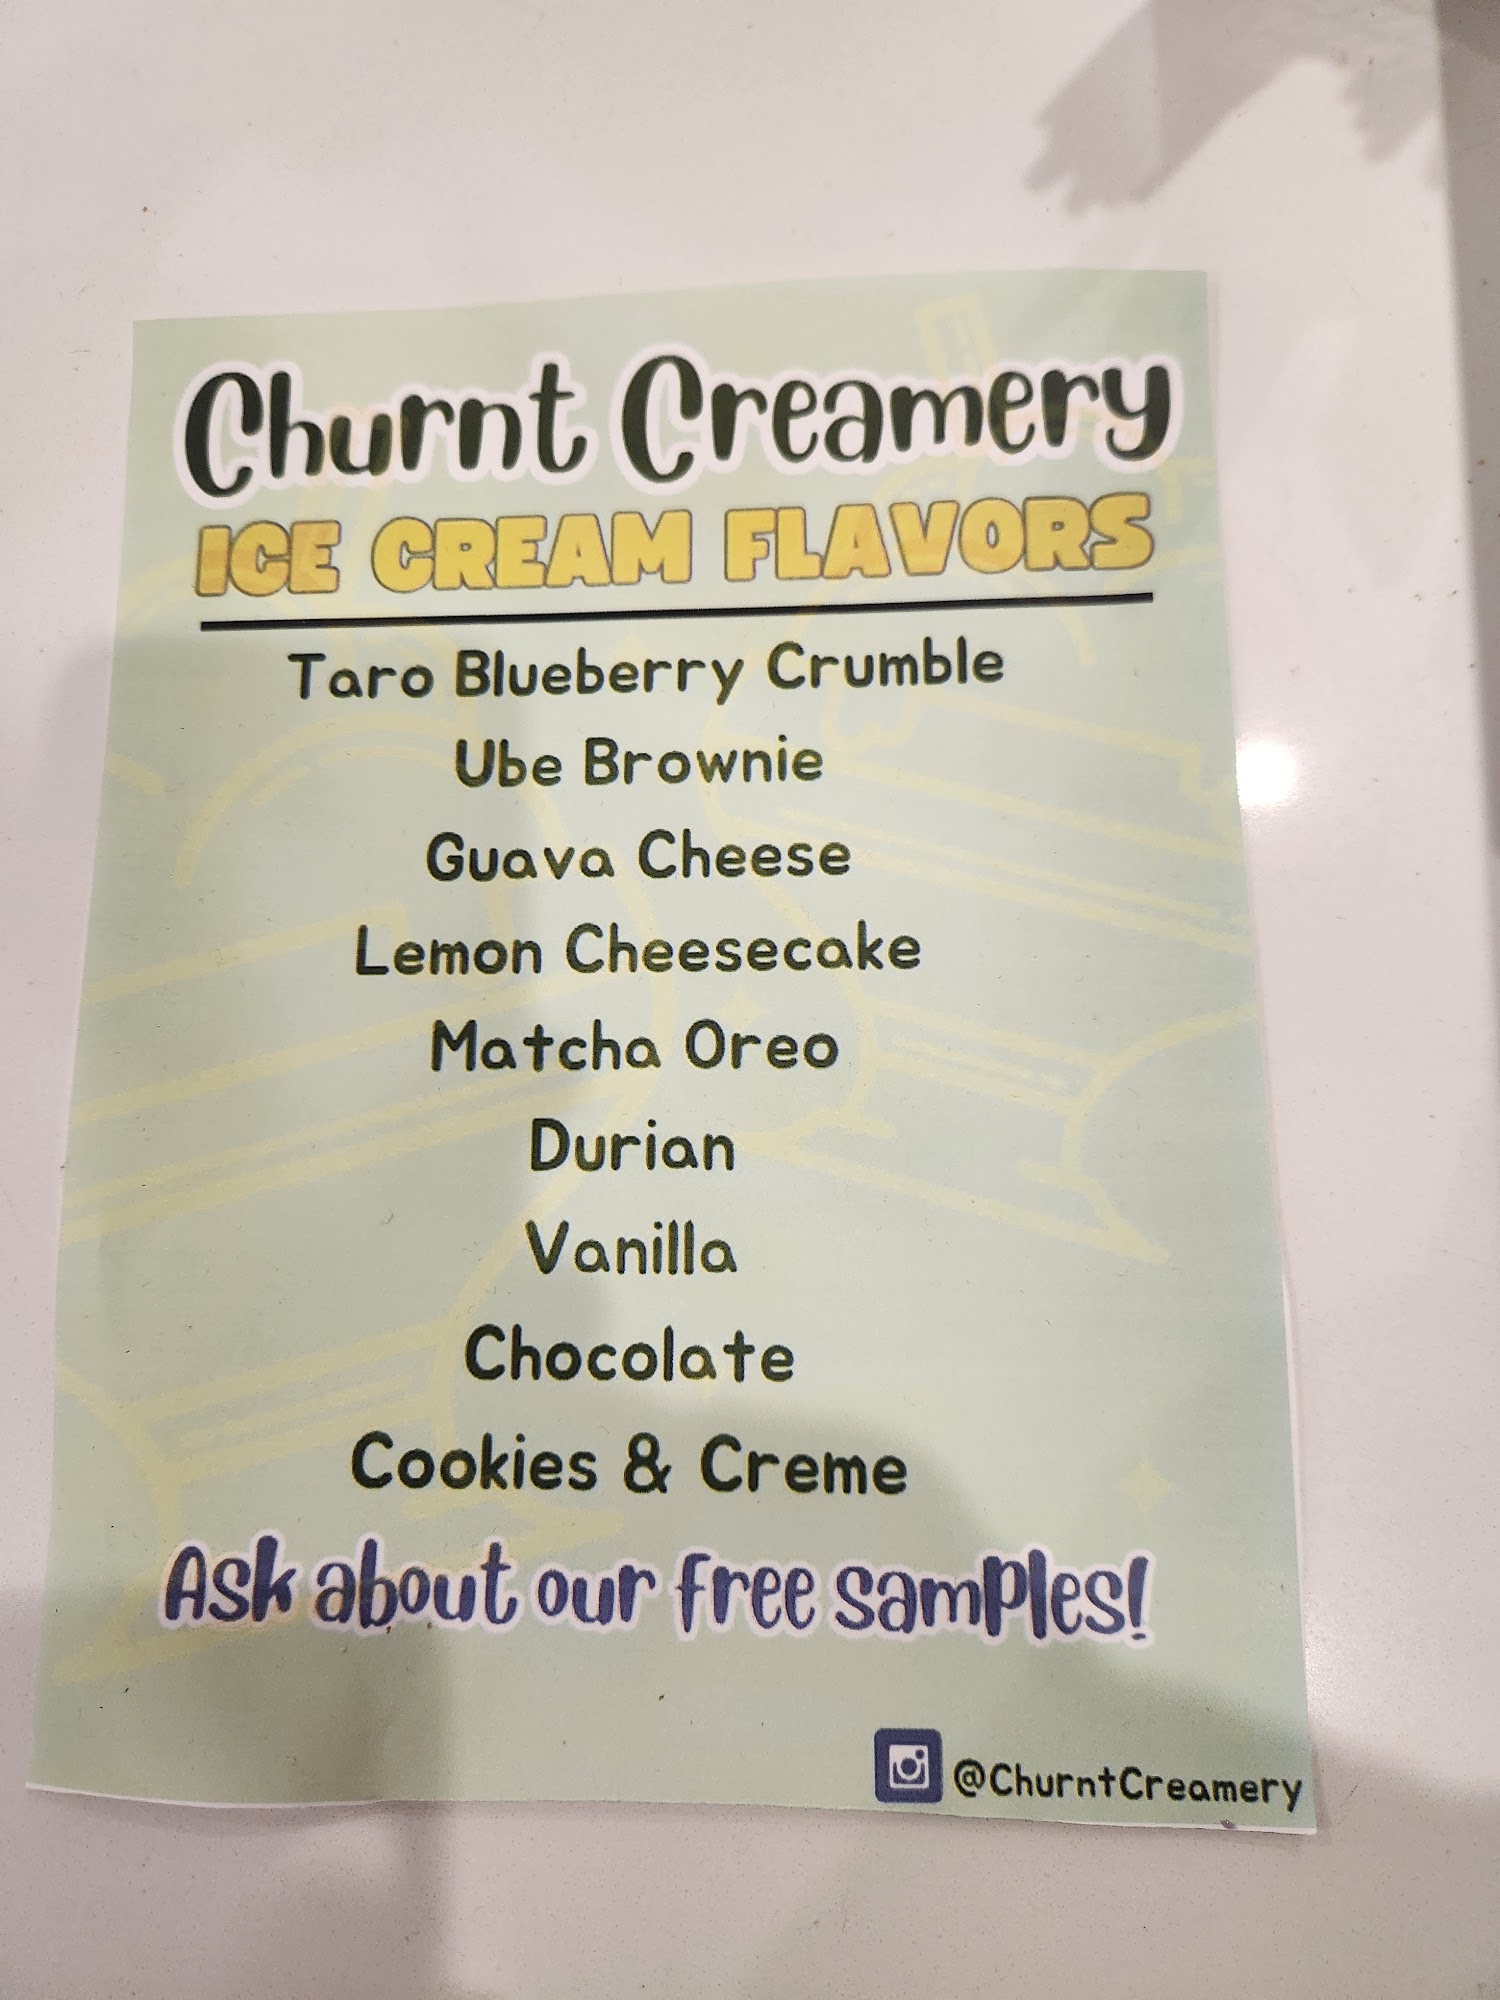 Churnt Creamery
ICE CREAM FLAVORS
Taro Blueberry Crumble
Ube Brownie
Guava Cheese
Lemon Cheesecake
Matcha Oreo
Durian
Vanilla
Chocolate
Cookies & Creme
Ask about our free samples!
@ChurntCreamery